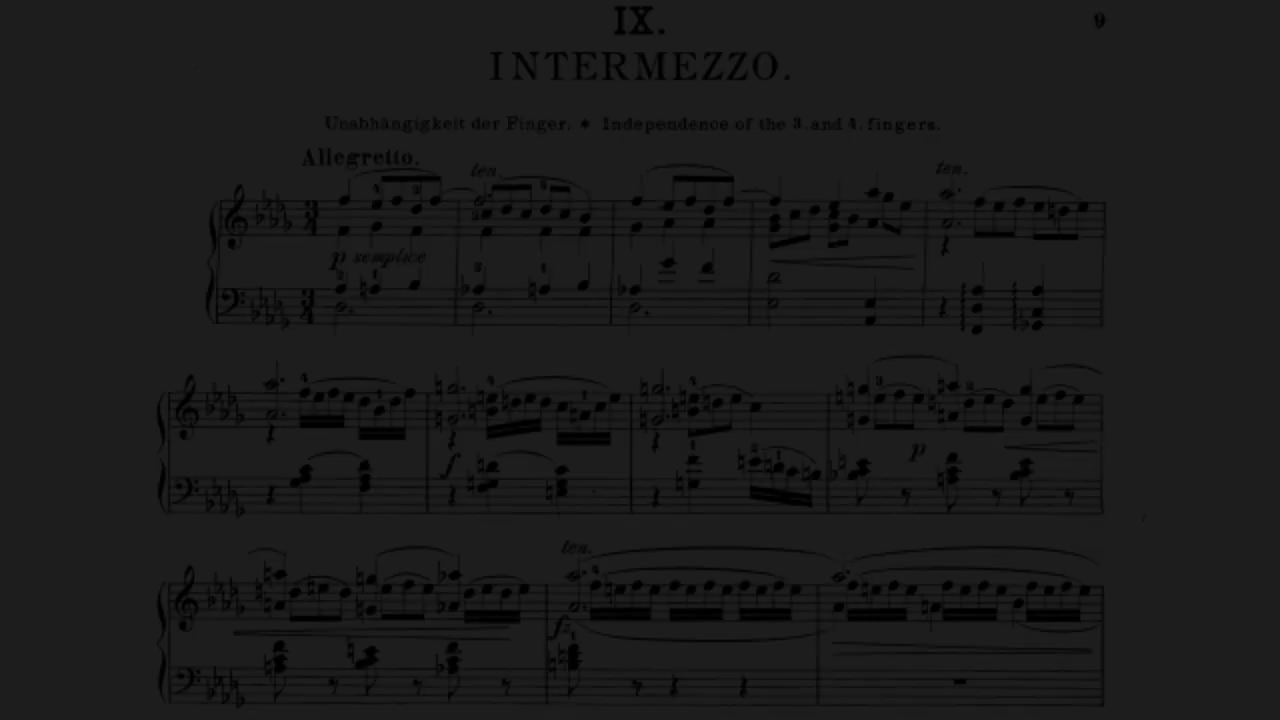 IX.
9
INTERMEZZO.
Unabhängigkeit der Finger. * Independence of the 3. and 4. fingers.
Allegretto.
ten.
ten.
p semplice
f
p
ten.
f